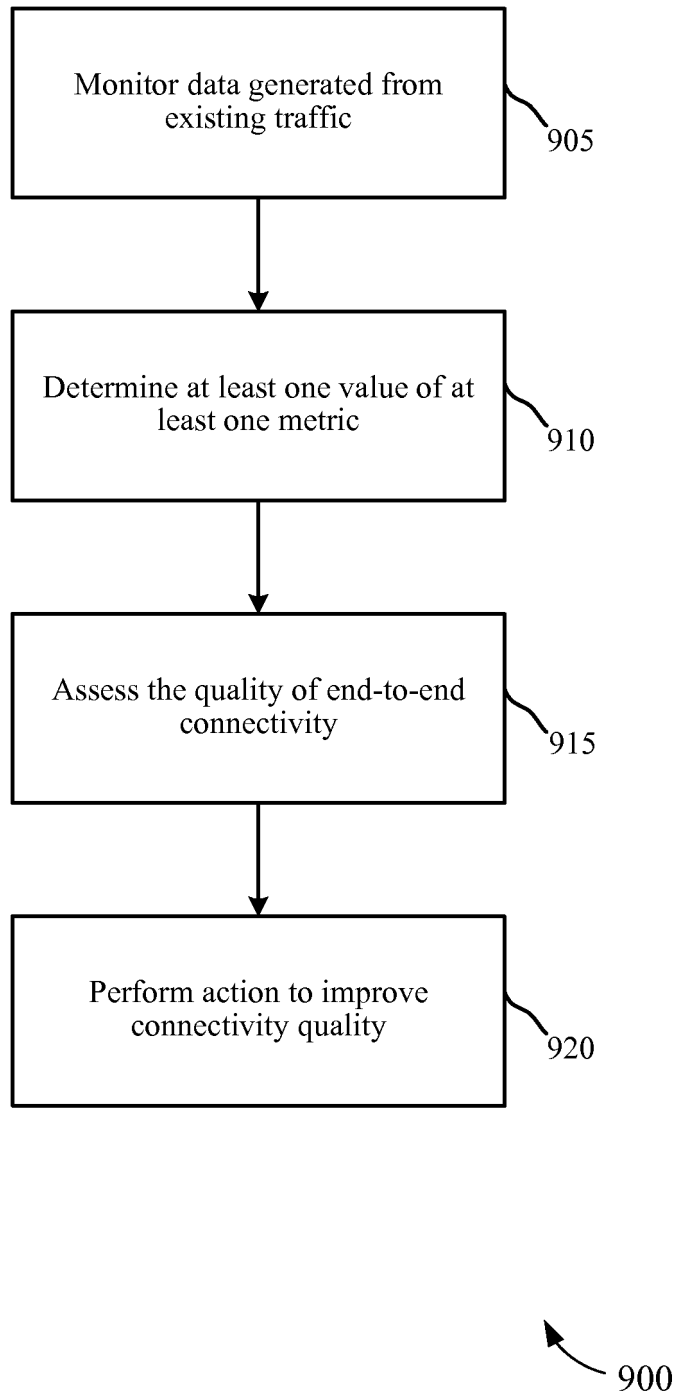 Monitor data generated from
existing traffic
905
Determine at least one value of at
least one metric
910
Assess the quality of end-to-end
connectivity
915
Perform action to improve
connectivity quality
920
900